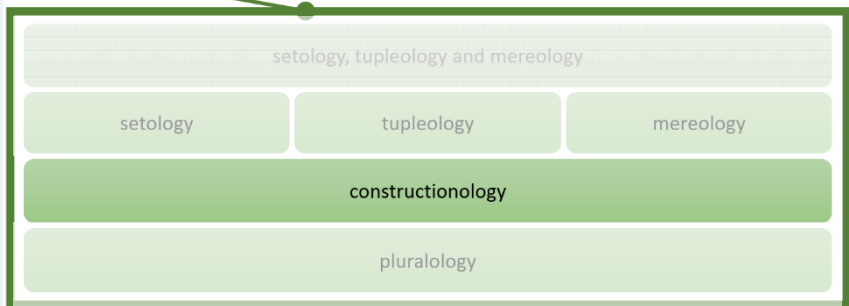 setology, tupleology and mereology
setology
tupleology
mereology
constructionology
pluralology